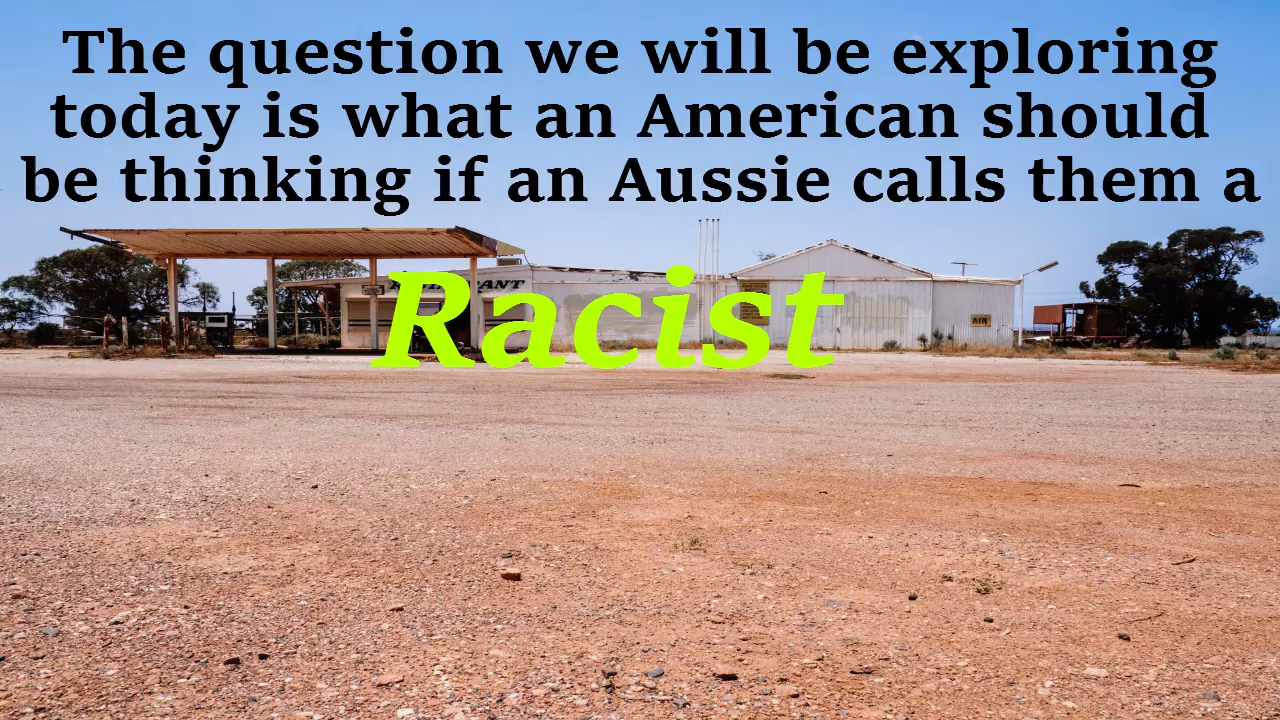 The question we will be exploring
today is what an American should
be thinking if an Aussie calls them a
Racist
AIR